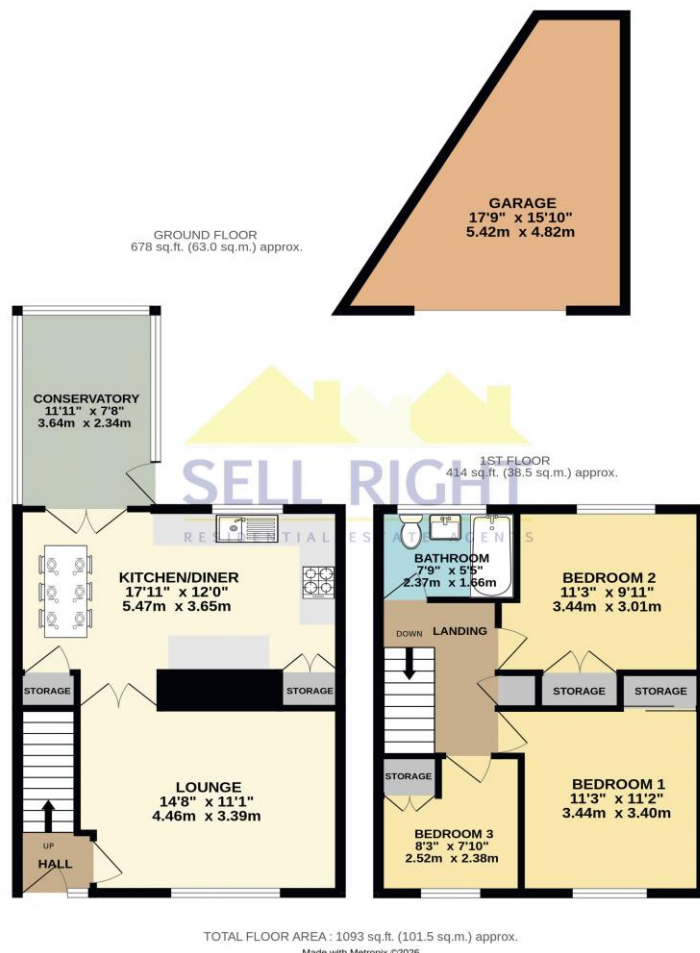 GARAGE
17'9" x 15'10"
5.42m x 4.82m
GROUND FLOOR
678 sq.ft. (63.0 sq.m.) approx.
CONSERVATORY
11'11" x 7'8"
3.64m x 2.34m
1ST FLOOR
414 sq.ft. (38.5 sq.m.) approx.
SELL RIGHT
RESIDENTIAL ESTATE AGENTS
KITCHEN/DINER
17'11" x 12'0"
5.47m x 3.65m
STORAGE
STORAGE
LOUNGE
14'8" x 11'1"
4.46m x 3.39m
UP
HALL
BATHROOM
7'9" x 5'5"
2.37m x 1.66m
BEDROOM 2
11'3" x 9'11"
3.44m x 3.01m
DOWN
LANDING
STORAGE
STORAGE
STORAGE
BEDROOM 1
11'3" x 11'2"
3.44m x 3.40m
BEDROOM 3
8'3" x 7'10"
2.52m x 2.38m
TOTAL FLOOR AREA : 1093 sq.ft. (101.5 sq.m.) approx.
Made with Metropix ©2026